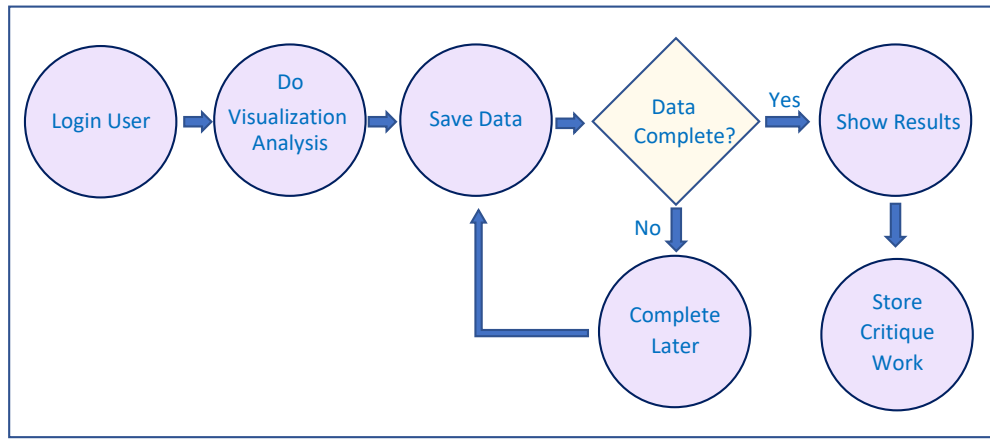 Login User
Do
Visualization
Analysis
Save Data
Data
Complete?
Yes
Show Results
No
Complete
Later
Store
Critique
Work